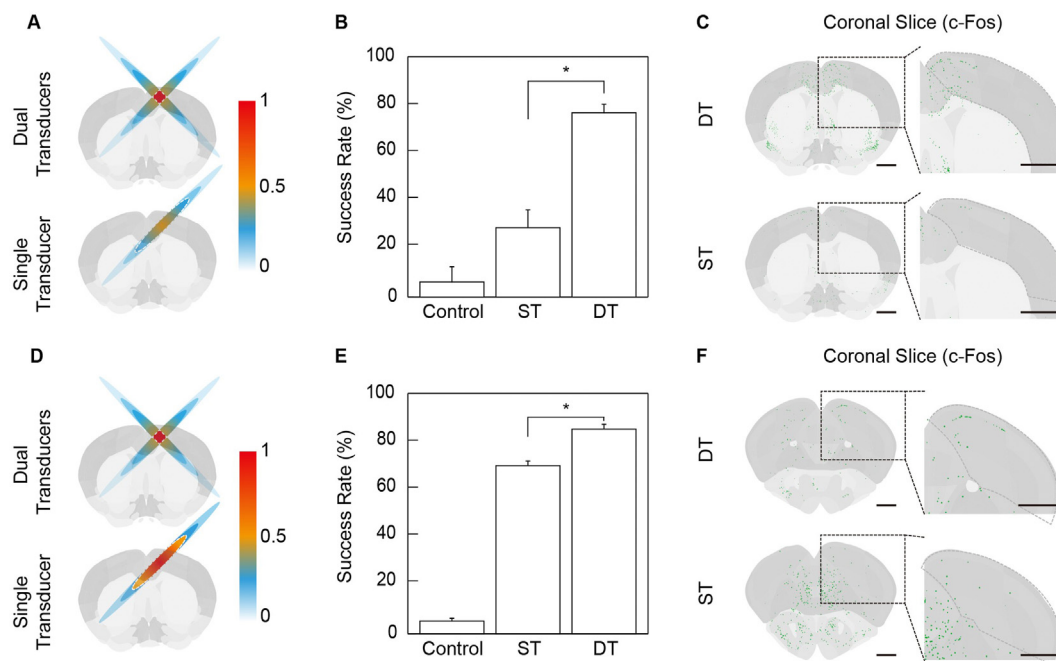 A
Dual
Transducers
Single
Transducer
1
0.5
0
B
Success Rate (%)
100
80
60
40
20
0
*
Control
ST
DT
C
Coronal Slice (c-Fos)
DT
ST
D
Dual
Transducers
Single
Transducer
1
0.5
0
E
Success Rate (%)
100
80
60
40
20
0
*
Control
ST
DT
F
Coronal Slice (c-Fos)
DT
ST